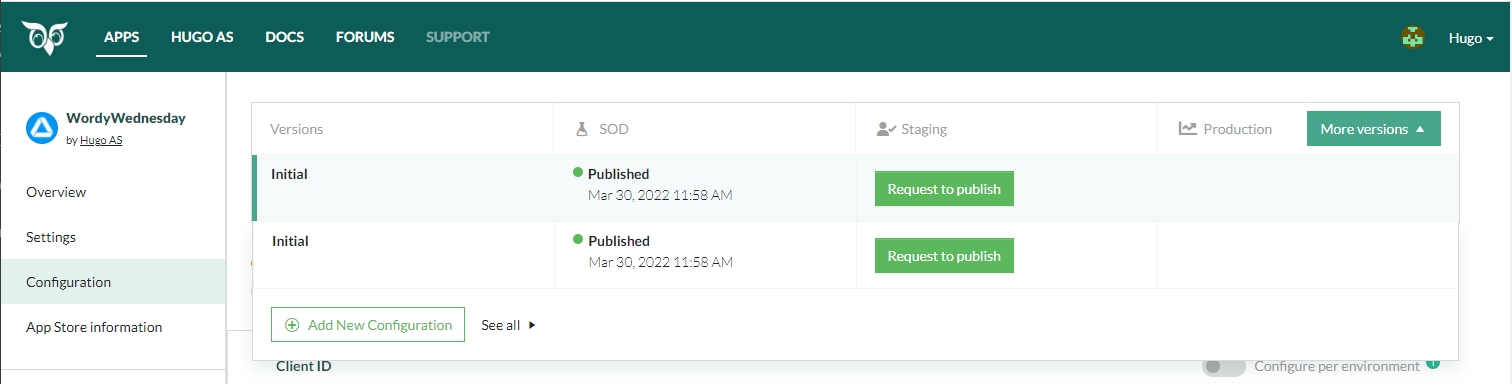 APPS HUGO AS DOCS FORUMS SUPPORT Hugo
WordyWednesday
by Hugo AS
Overview
Settings
Configuration
App Store information
Versions SOD Staging Production More versions
Initial Published Request to publish
Mar 30, 2022 11:58 AM
Initial Published Request to publish
Mar 30, 2022 11:58 AM
Add New Configuration See all
Client ID Configure per environment